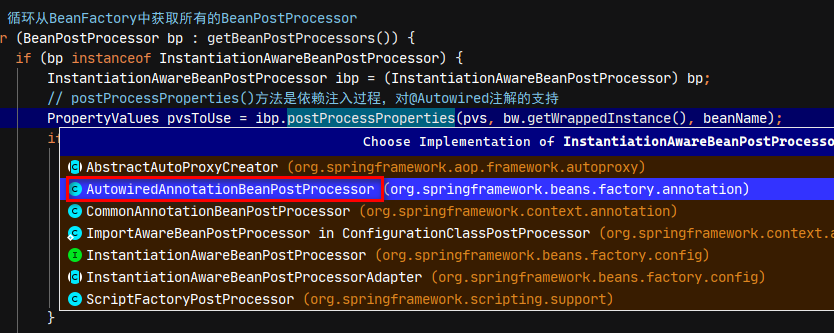 循环从BeanFactory中获取所有的BeanPostProcessor
r (BeanPostProcessor bp : getBeanPostProcessors()) {
if (bp instanceof InstantiationAwareBeanPostProcessor) {
InstantiationAwareBeanPostProcessor ibp = (InstantiationAwareBeanPostProcessor) bp;
// postProcessProperties()方法是依赖注入过程，对@Autowired注解的支持
PropertyValues pvsToUse = ibp.postProcessProperties(pvs, bw.getWrappedInstance(), beanName);
if
Choose Implementation of InstantiationAwareBeanPostProcesso
AbstractAutoProxyCreator (org.springframework.aop.framework.autoproxy)
AutowiredAnnotationBeanPostProcessor (org.springframework.beans.factory.annotation)
CommonAnnotationBeanPostProcessor (org.springframework.context.annotation)
ImportAwareBeanPostProcessor in ConfigurationClassPostProcessor (org.springframework.context.a
InstantiationAwareBeanPostProcessor (org.springframework.beans.factory.config)
InstantiationAwareBeanPostProcessorAdapter (org.springframework.beans.factory.config)
ScriptFactoryPostProcessor (org.springframework.scripting.support)
}